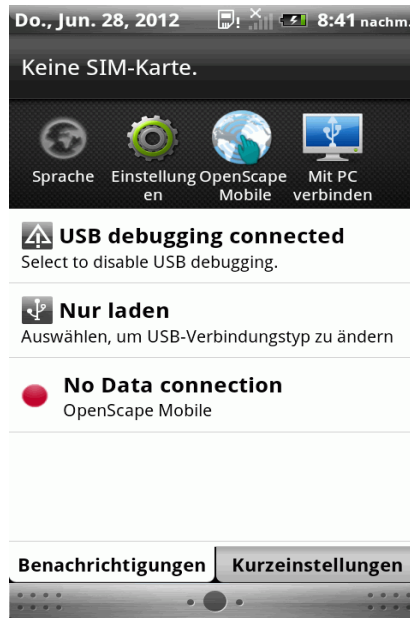 Do., Jun. 28, 2012 8:41 nachm.
Keine SIM-Karte.
Sprache Einstellung OpenScape Mit PC
en Mobile verbinden
USB debugging connected
Select to disable USB debugging.
Nur laden
Auswählen, um USB-Verbindungstyp zu ändern
No Data connection
OpenScape Mobile
Benachrichtigungen Kurzeinstellungen